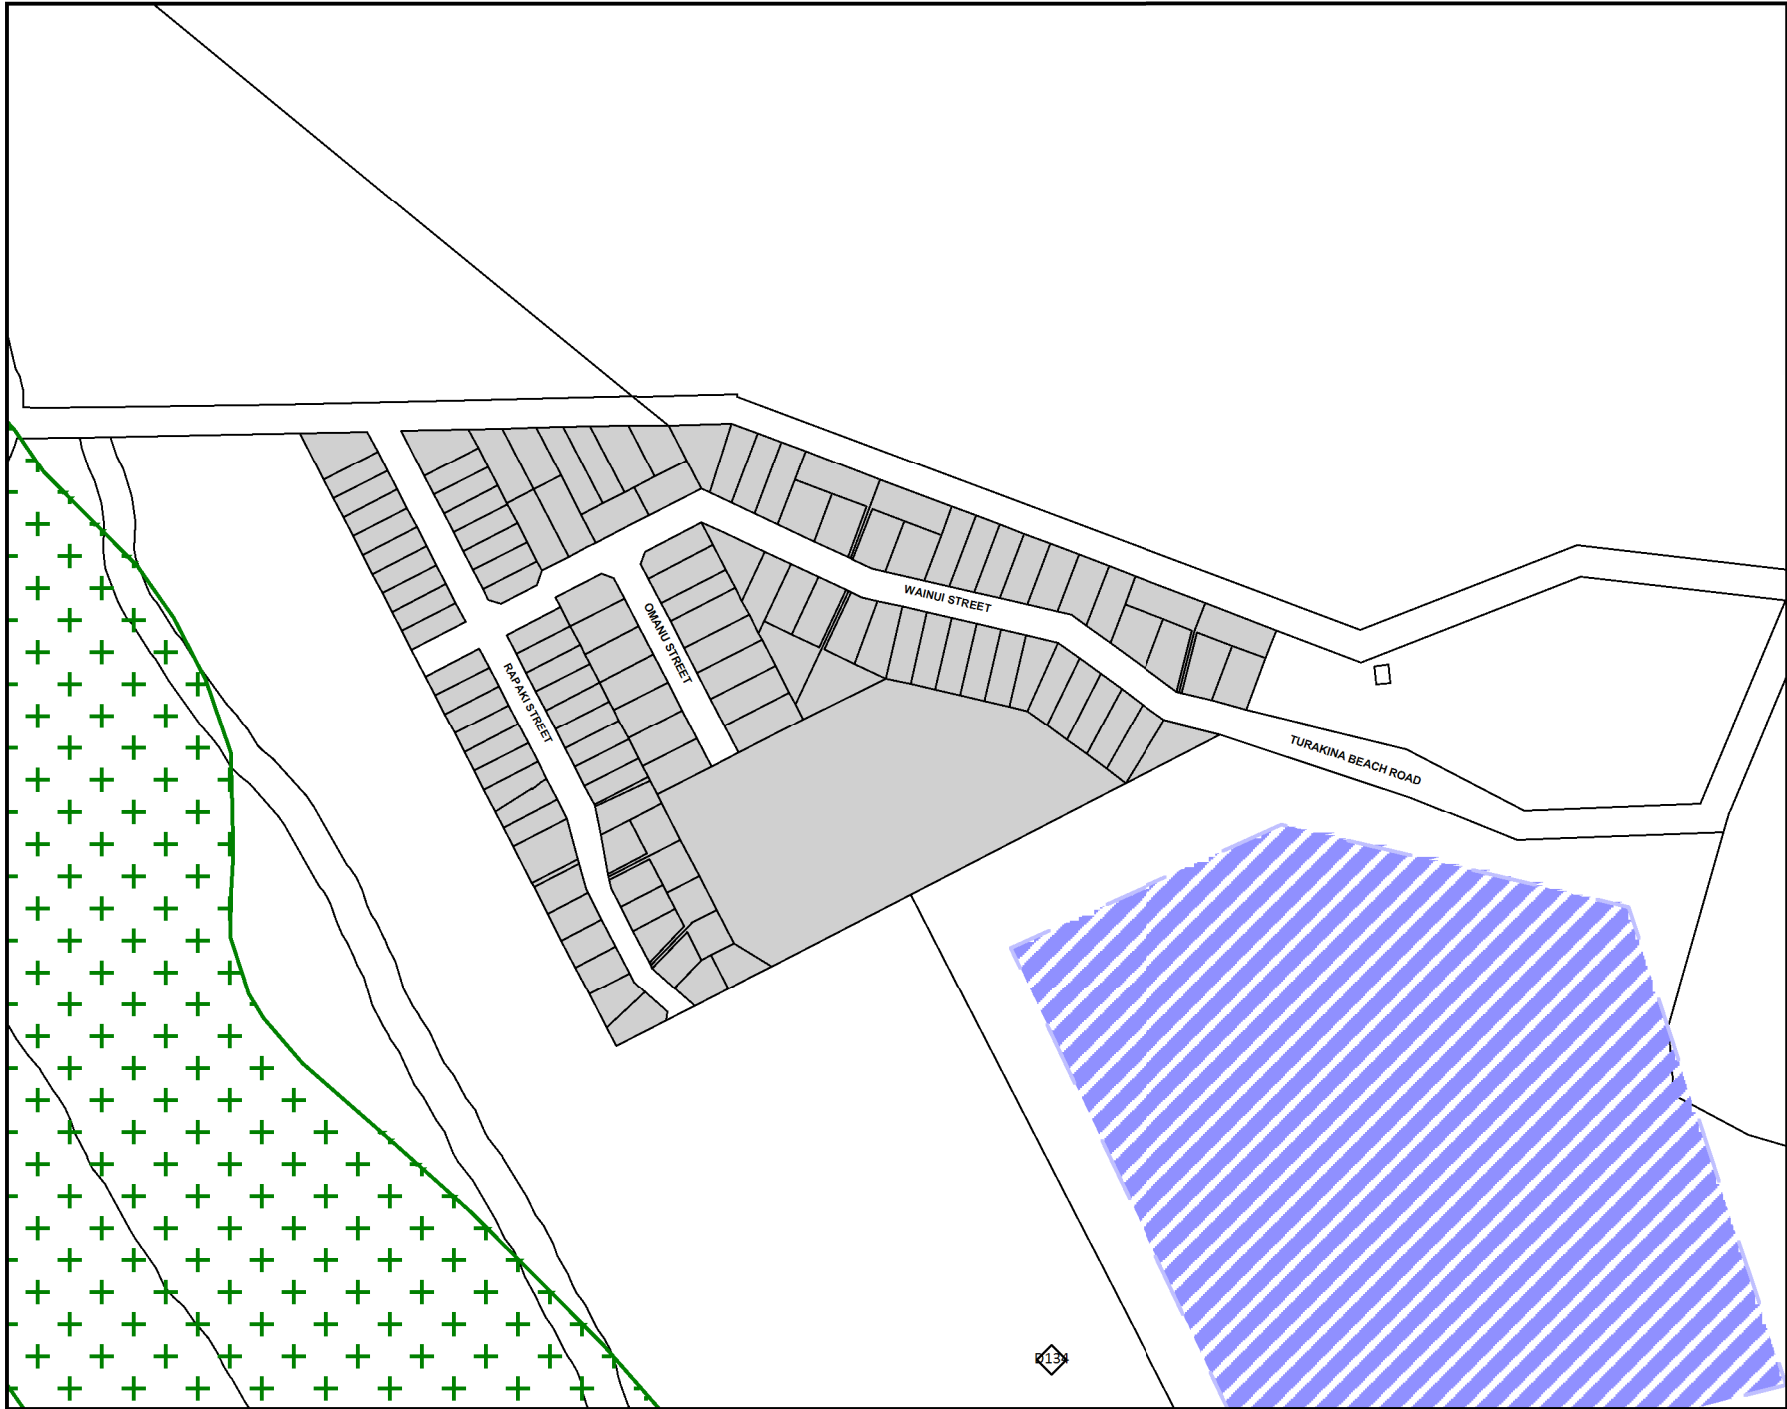 WAINUI STREET
OMANU STREET
RAPAKI STREET
TURAKINA BEACH ROAD
D134